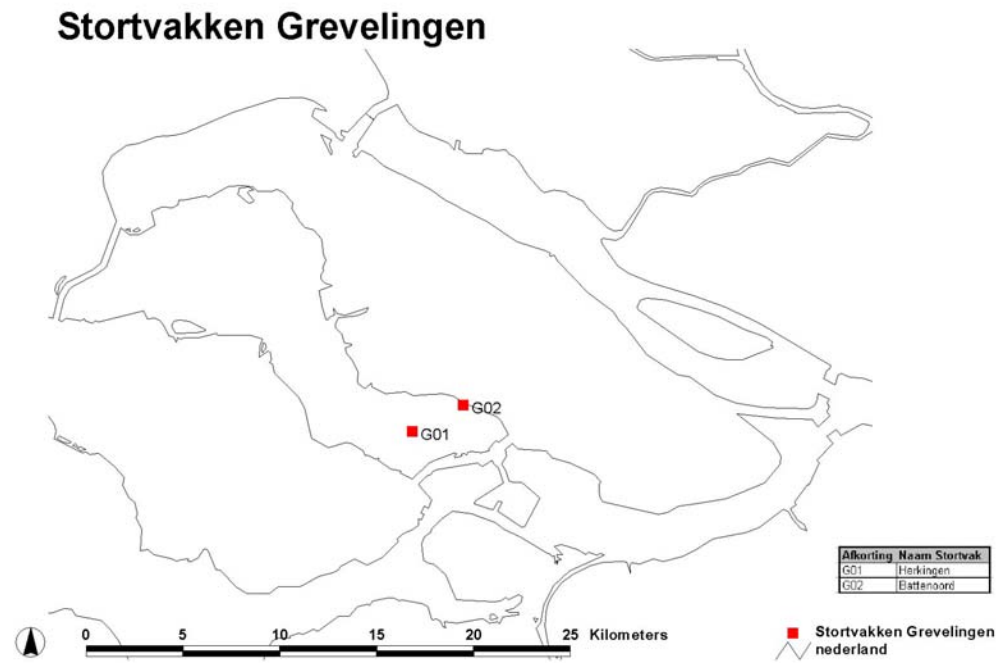 Stortvakken Grevelingen
G02
G01
Afkorting Naam Stortvak
G01 Herkingen
G02 Battenoord
0 5 10 15 20 25 Kilometers
Stortvakken Grevelingen
nederland